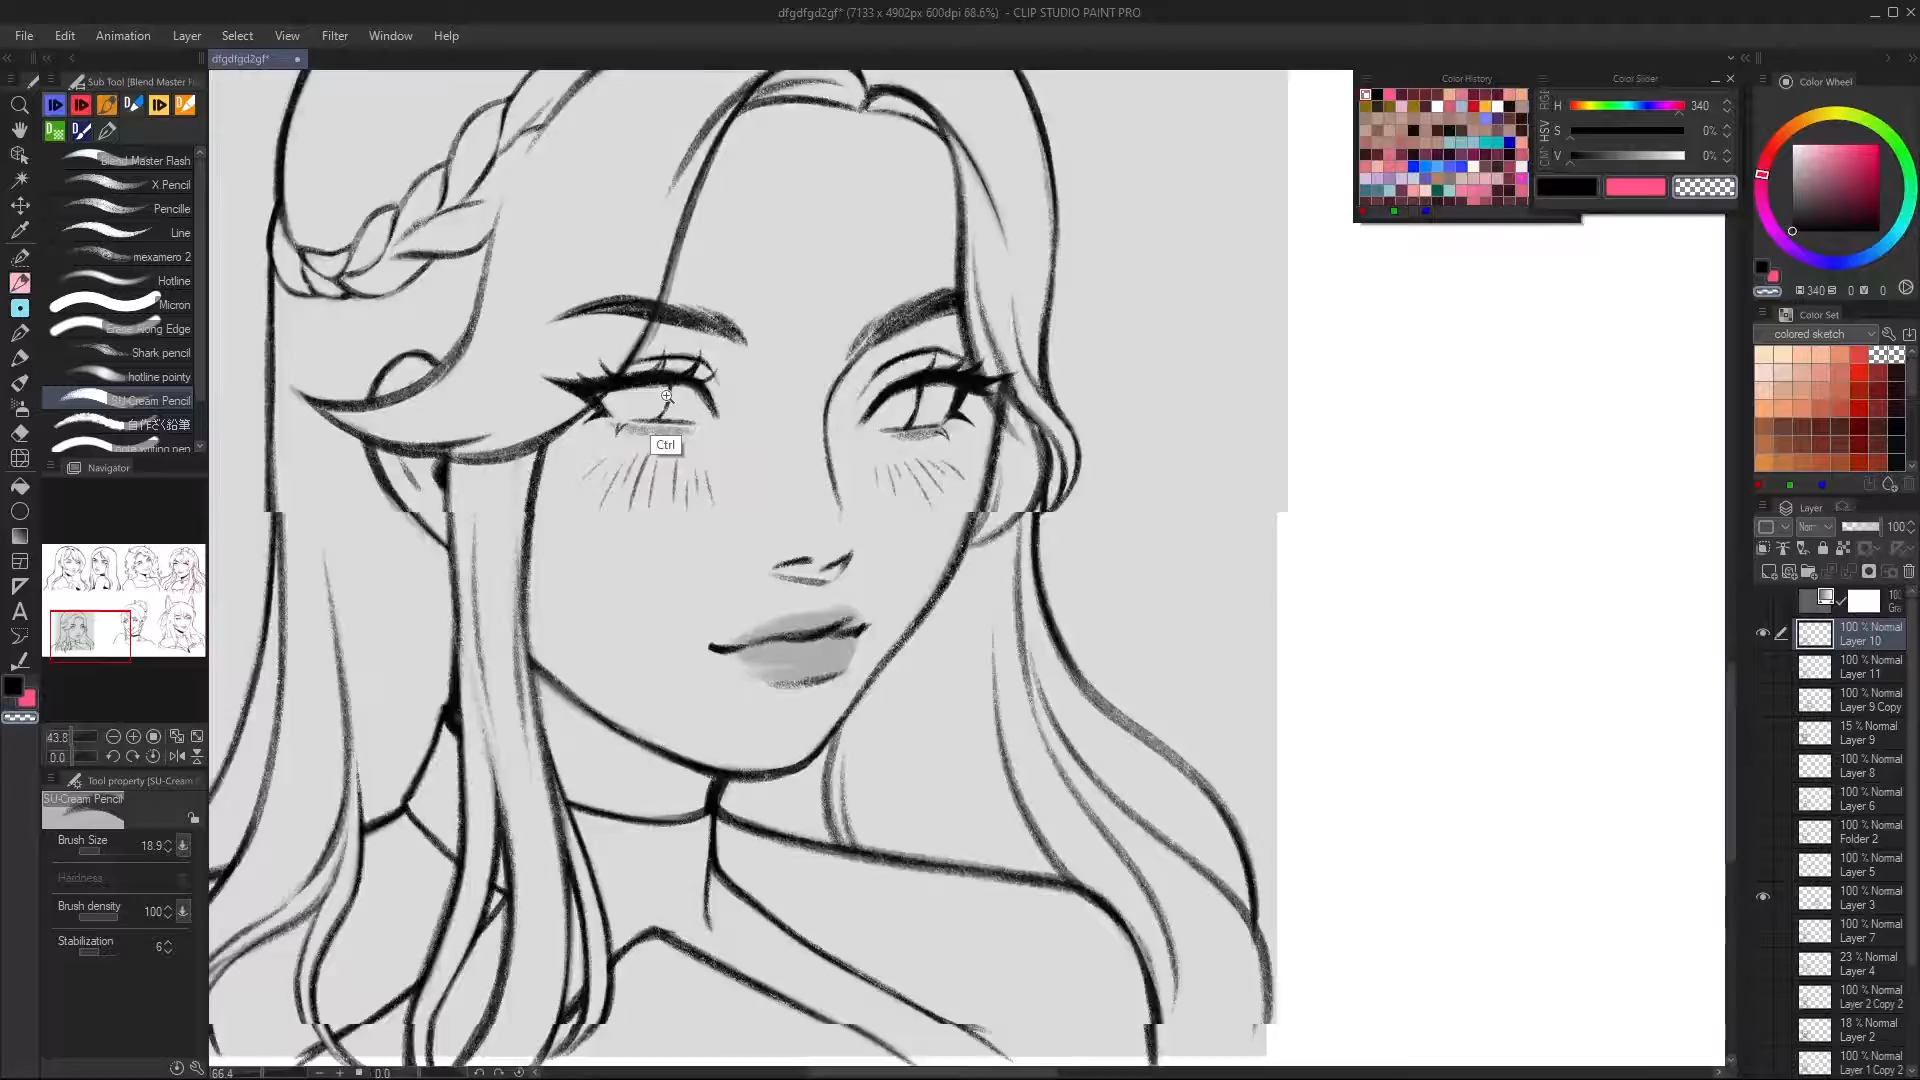 dfgdfgd2gf* (7133 x 4902px 600dpi 68.6%) - CLIP STUDIO PAINT PRO
File Edit Animation Layer Select View Filter Window Help
dfgdfgd2gf*
Sub Tool [Blend Master F
Blend Master Flash
X Pencil
Pencille
Line
mexamero 2
Hotline
Micron
Erase Along Edge
Shark pencil
hotline pointy
SU-Cream Pencil
Navigator
43.8
0.0
Tool property [SU-Cream
SU-Cream Pencil
Brush Size 18.9
Hardness
Brush density 100
Stabilization 6
Ctrl
66.4 0.0
Color History
Color Slider
HSV
H 340
S 0%
V 0%
Color Wheel
H 340 S 0 V 0
Color Set
colored sketch
Layer
100
100 % Normal
Layer 10
100 % Normal
Layer 11
100 % Normal
Layer 9 Copy
15 % Normal
Layer 9
100 % Normal
Layer 8
100 % Normal
Layer 6
100 % Normal
Folder 2
100 % Normal
Layer 5
100 % Normal
Layer 3
100 % Normal
Layer 7
23 % Normal
Layer 4
100 % Normal
Layer 2 Copy 2
18 % Normal
Layer 2
100 % Normal
Layer 1 Copy 2